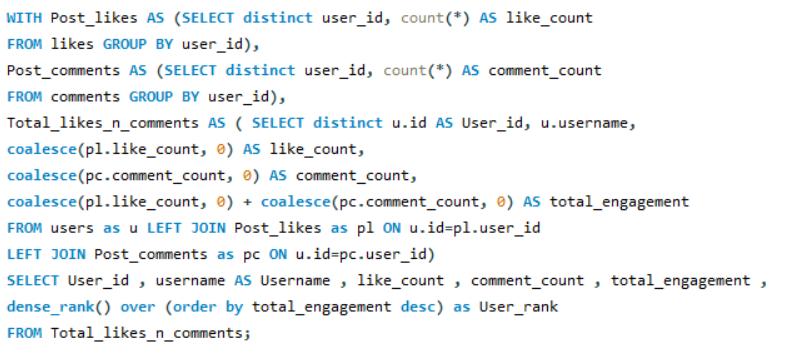 WITH Post_likes AS (SELECT distinct user_id, count(*) AS like_count
FROM likes GROUP BY user_id),
Post_comments AS (SELECT distinct user_id, count(*) AS comment_count
FROM comments GROUP BY user_id),
Total_likes_n_comments AS ( SELECT distinct u.id AS User_id, u.username,
coalesce(pl.like_count, 0) AS like_count,
coalesce(pc.comment_count, 0) AS comment_count,
coalesce(pl.like_count, 0) + coalesce(pc.comment_count, 0) AS total_engagement
FROM users as u LEFT JOIN Post_likes as pl ON u.id=pl.user_id
LEFT JOIN Post_comments as pc ON u.id=pc.user_id)
SELECT User_id , username AS Username , like_count , comment_count , total_engagement ,
dense_rank() over (order by total_engagement desc) as User_rank
FROM Total_likes_n_comments;